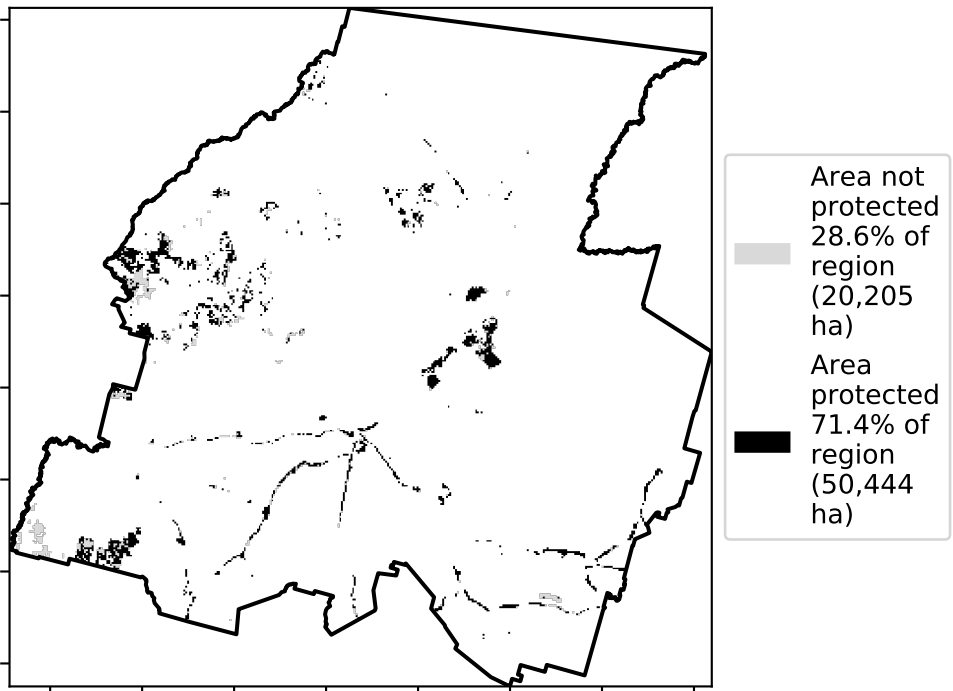 Area not
protected
28.6% of
region
(20,205
ha)
Area
protected
71.4% of
region
(50,444
ha)